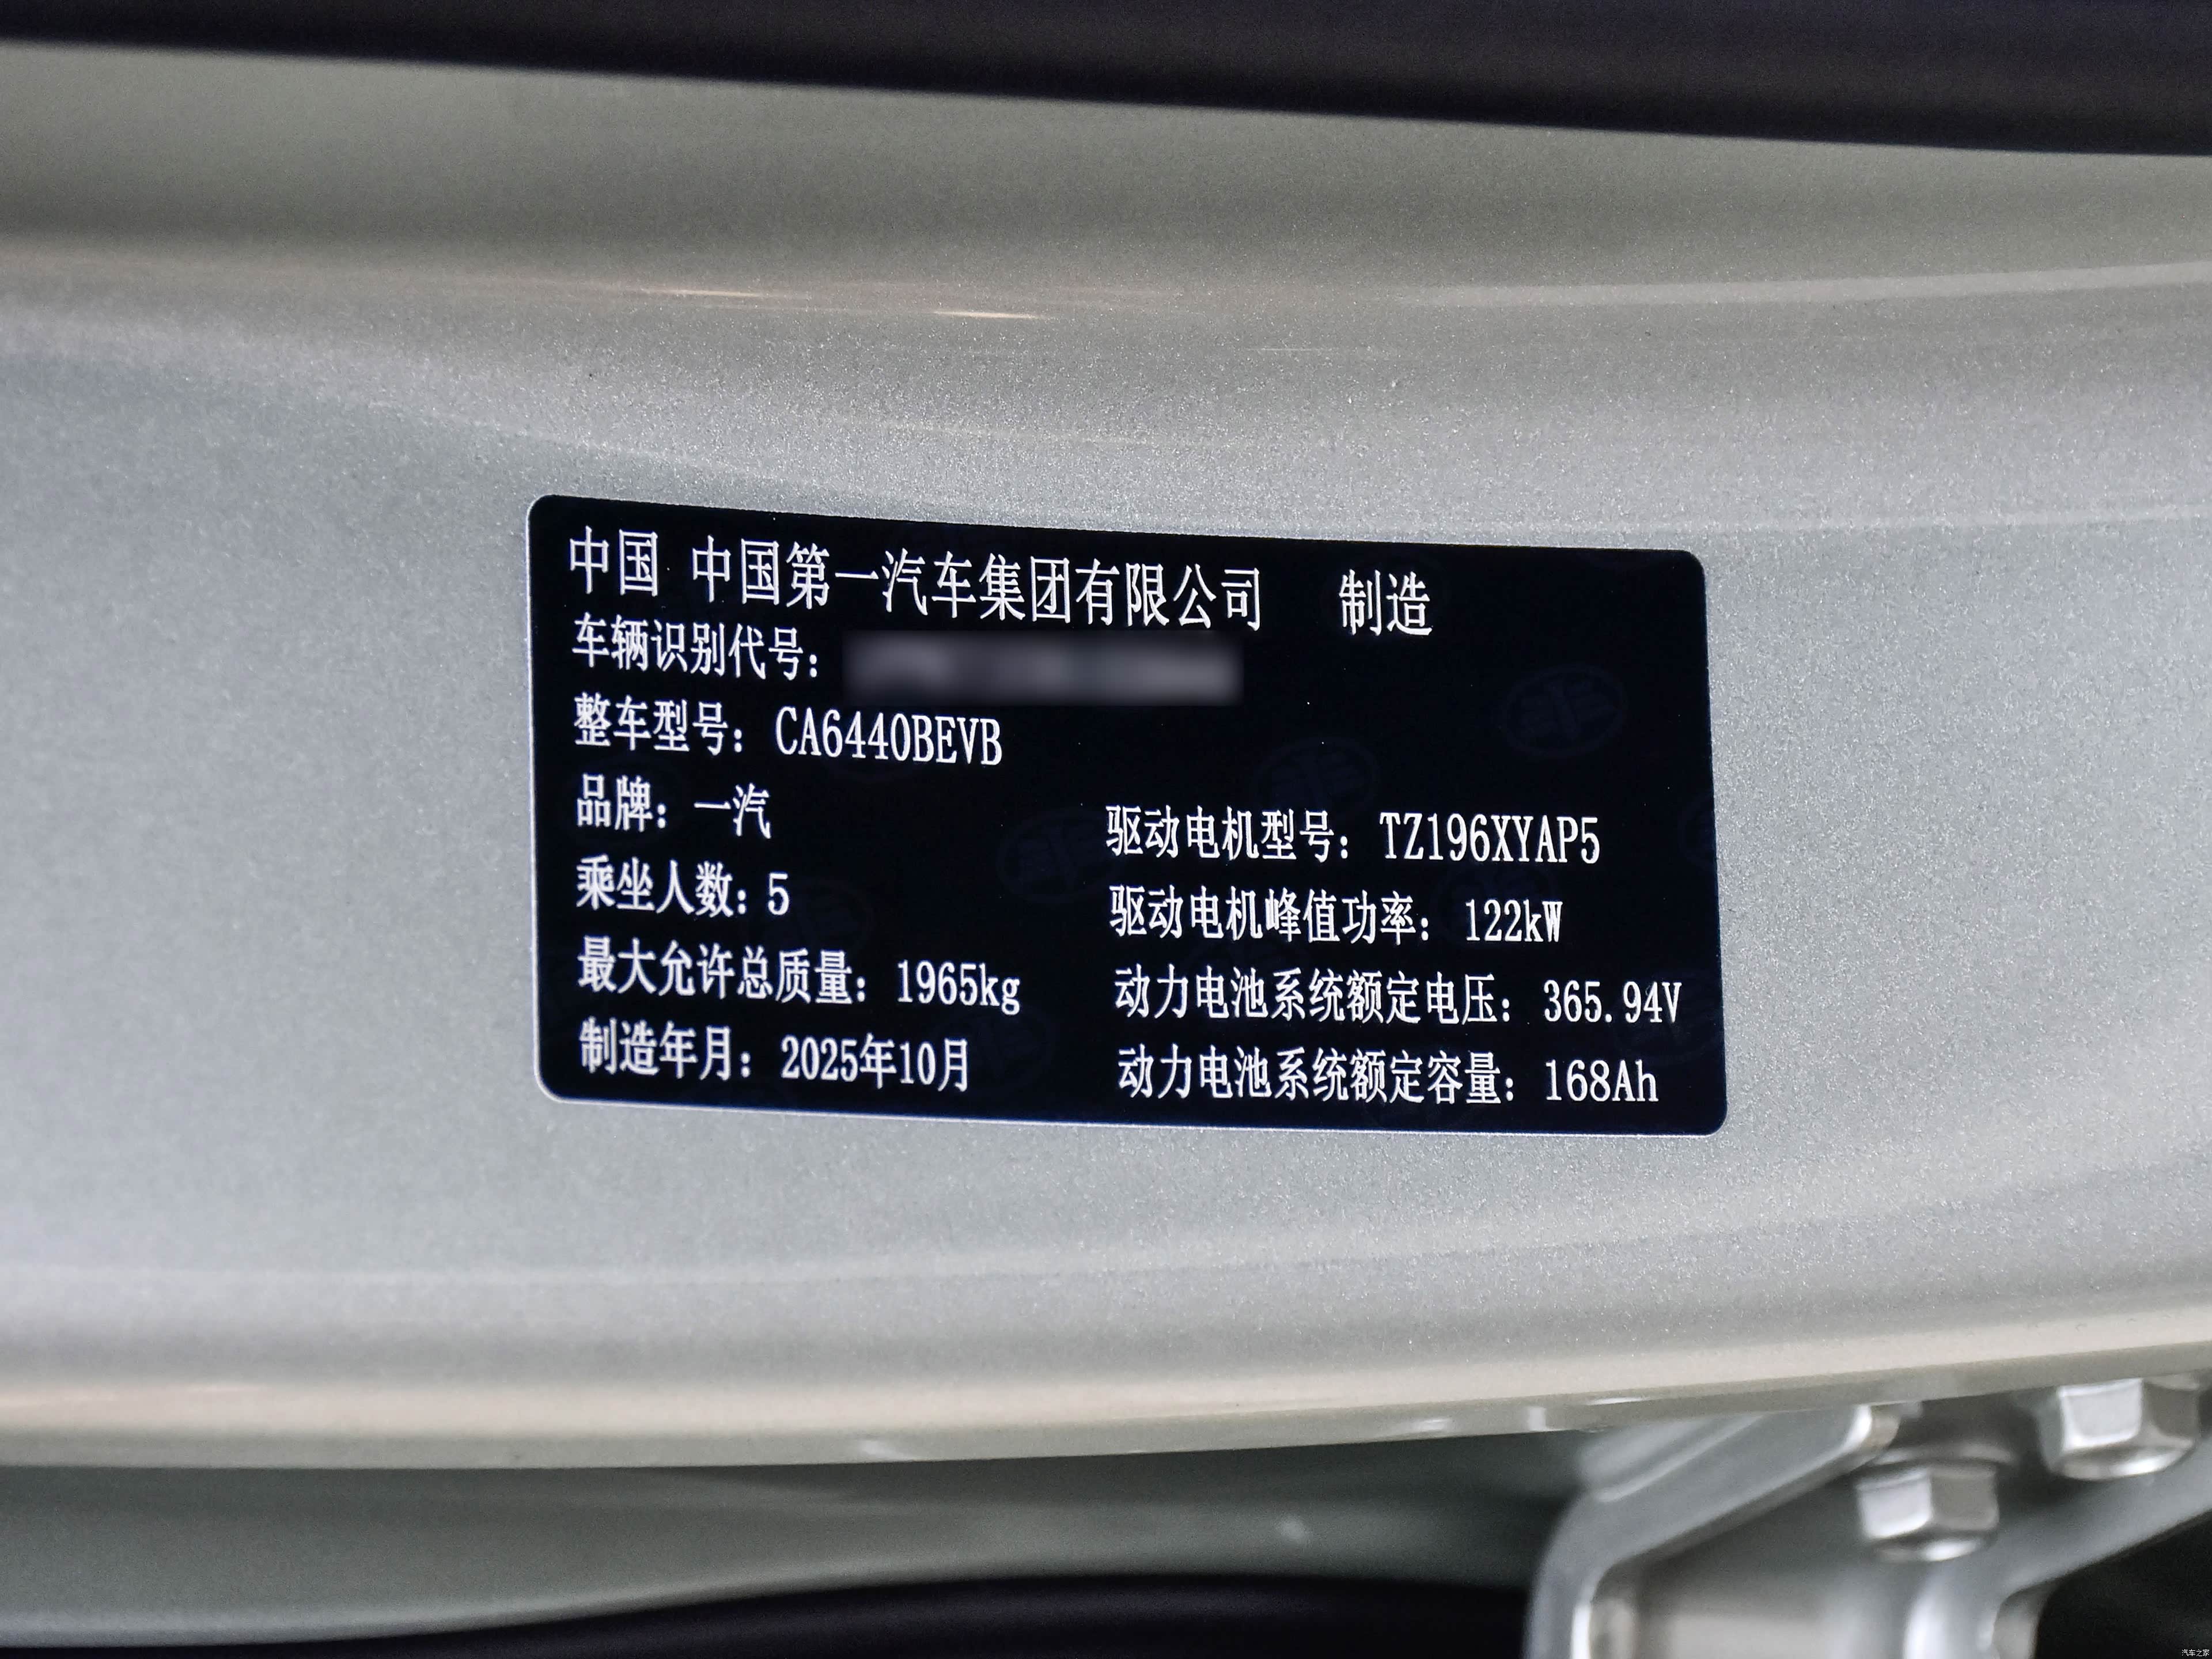 中国 中国第一汽车集团有限公司 制造
车辆识别代号：
整车型号：CA6440BEVB
品牌：一汽
驱动电机型号：TZ196XYAP5
乘坐人数：5
驱动电机峰值功率：122kW
最大允许总质量：1965kg
动力电池系统额定电压：365.94V
制造年月：2025年10月
动力电池系统额定容量：168Ah
汽车之家